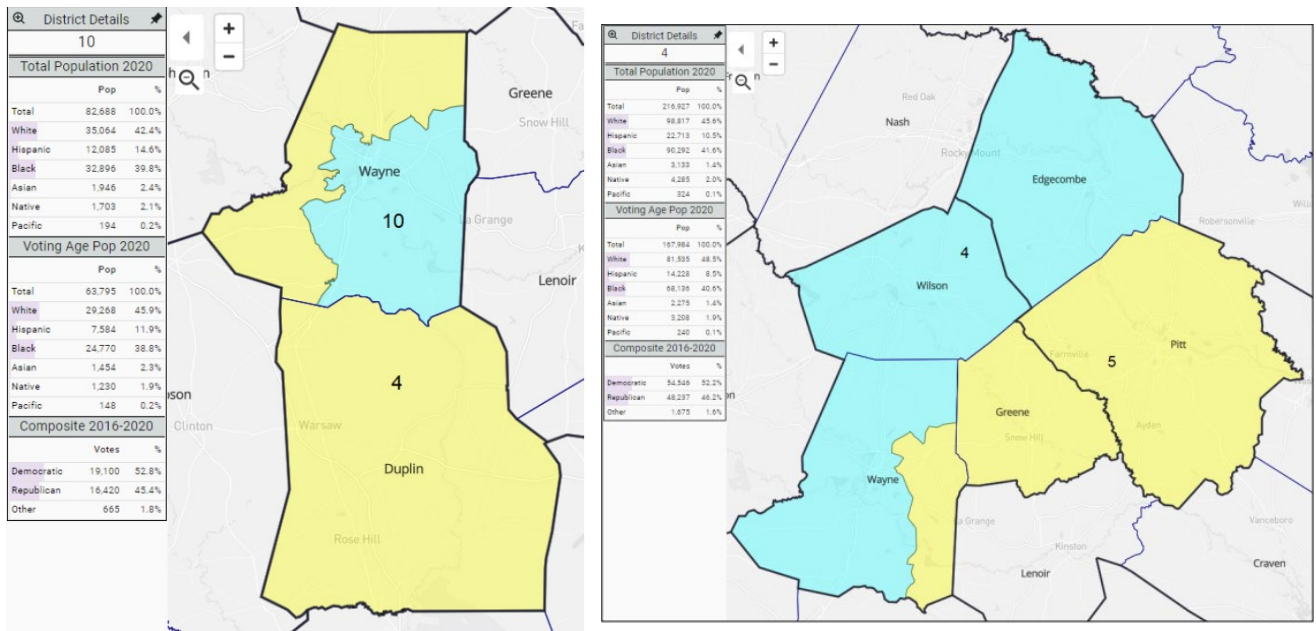 District Details
10
Total Population 2020
Pop %
Total 82,688 100.0%
White 35,064 42.4%
Hispanic 12,085 14.6%
Black 32,896 39.8%
Asian 1,946 2.4%
Native 1,703 2.1%
Pacific 194 0.2%
Voting Age Pop 2020
Pop %
Total 63,795 100.0%
White 29,268 45.9%
Hispanic 7,584 11.9%
Black 24,770 38.8%
Asian 1,454 2.3%
Native 1,230 1.9%
Pacific 148 0.2%
Composite 2016-2020
Votes %
Democratic 19,100 52.8%
Republican 16,420 45.4%
Other 665 1.8%
+
−
Greene
Snow Hill
Wayne
10
La Grange
Lenoir
4
son
Clinton
Warsaw
Duplin
Rose Hill
District Details
4
Total Population 2020
Pop %
Total 216,927 100.0%
White 98,817 45.6%
Hispanic 22,713 10.5%
Black 90,292 41.6%
Asian 3,133 1.4%
Native 4,285 2.0%
Pacific 324 0.1%
Voting Age Pop 2020
Pop %
Total 167,984 100.0%
White 81,535 48.5%
Hispanic 14,228 8.5%
Black 68,136 40.6%
Asian 2,275 1.4%
Native 3,208 1.9%
Pacific 240 0.1%
Composite 2016-2020
Votes %
Democratic 54,546 52.2%
Republican 48,237 46.2%
Other 1,675 1.6%
+
−
Red Oak
Nash
Rocky Mount
Edgecombe
Robersonville
4
Wilson
Farmville
5
Pitt
Greene
Snow Hill
Ayden
Wayne
La Grange
Kinston
Lenoir
Vanceboro
Craven